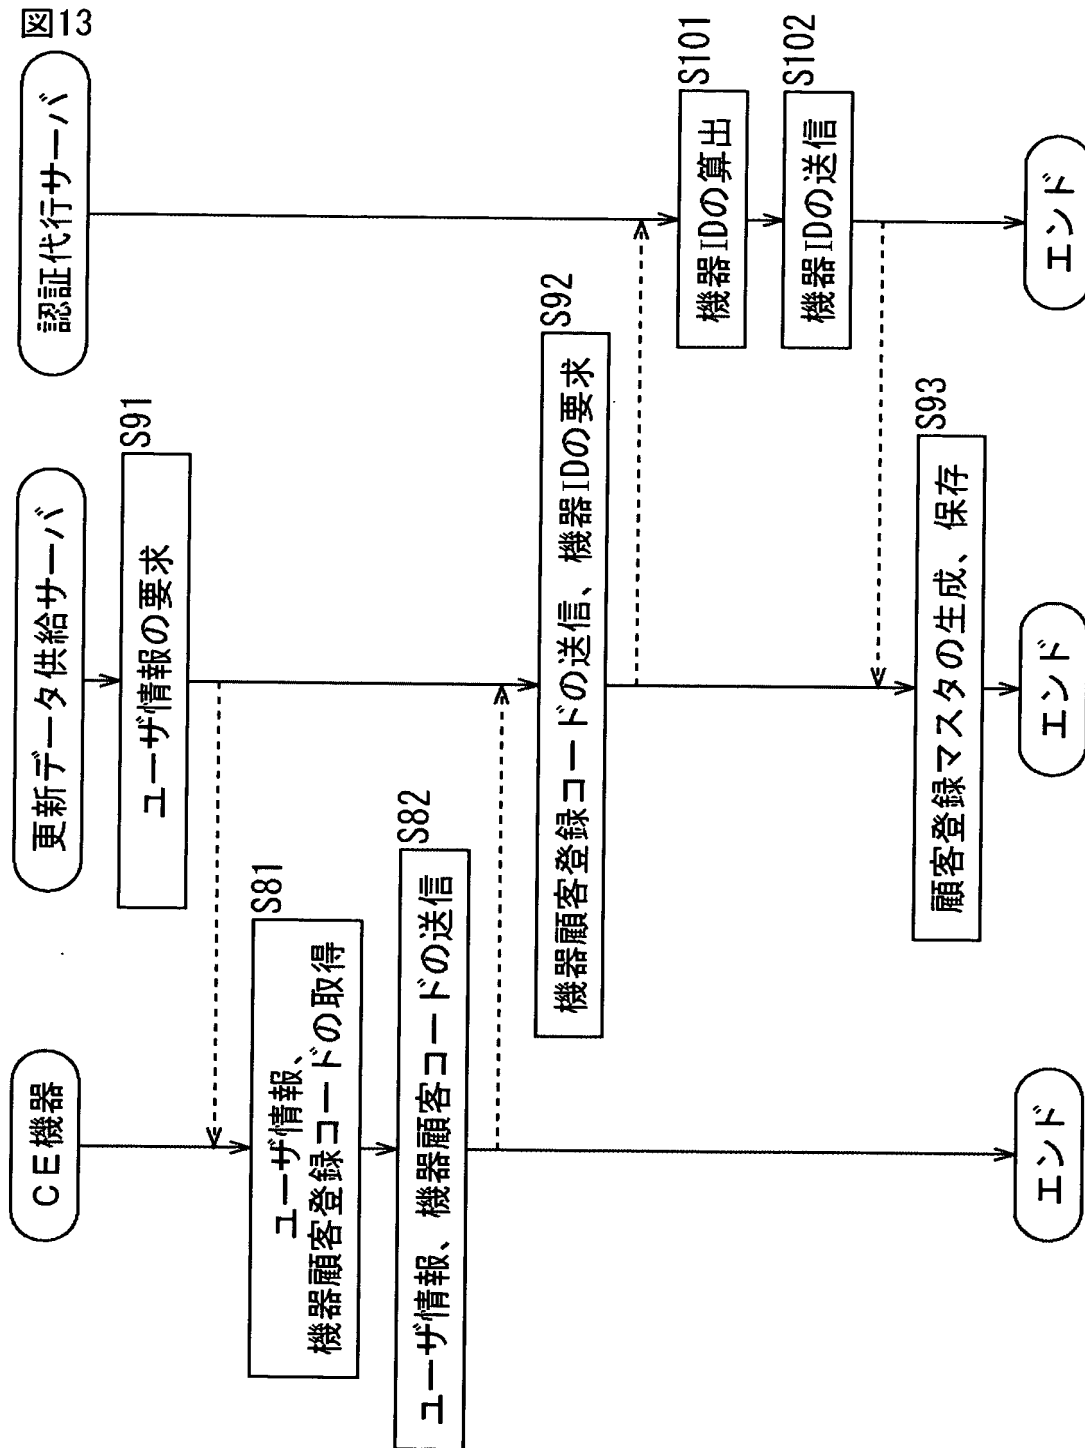 図13
CE機器
更新データ供給サーバ
認証代行サーバ
S91
ユーザ情報の要求
S81
ユーザ情報、
機器顧客登録コードの取得
S82
ユーザ情報、機器顧客コードの送信
S92
機器顧客登録コードの送信、機器IDの要求
S101
機器IDの算出
S102
機器IDの送信
S93
顧客登録マスタの生成、保存
エンド
エンド
エンド